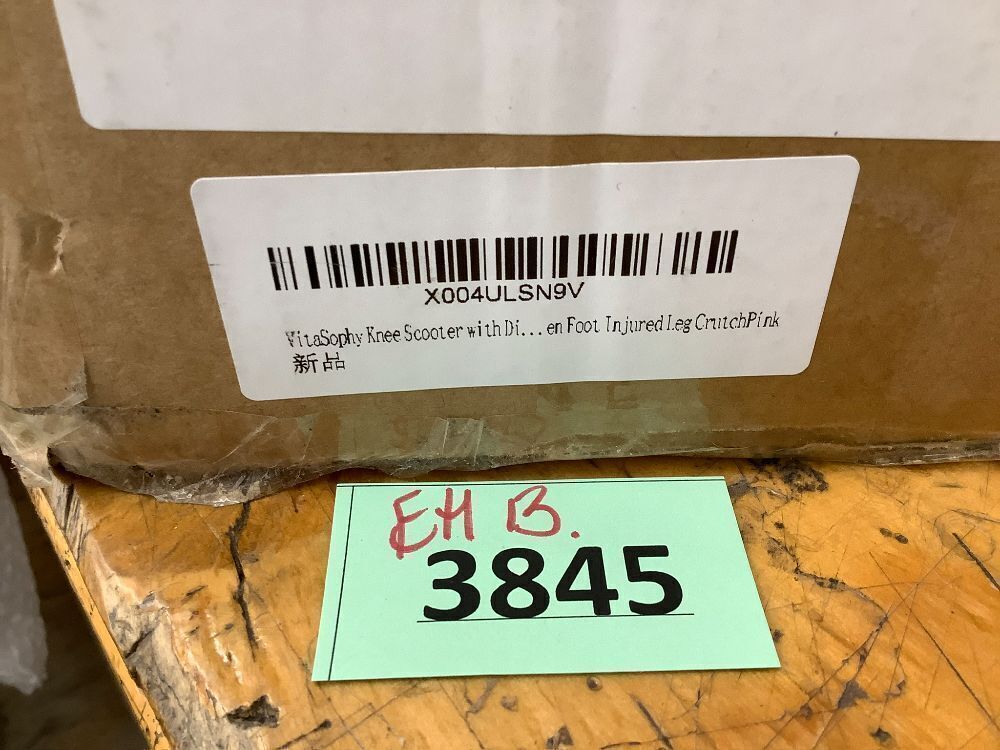 X004ULSN9V
VitaSophy Knee Scooter with Di...en Foot Injured Leg CrutchPink
新品
EH B.
3845